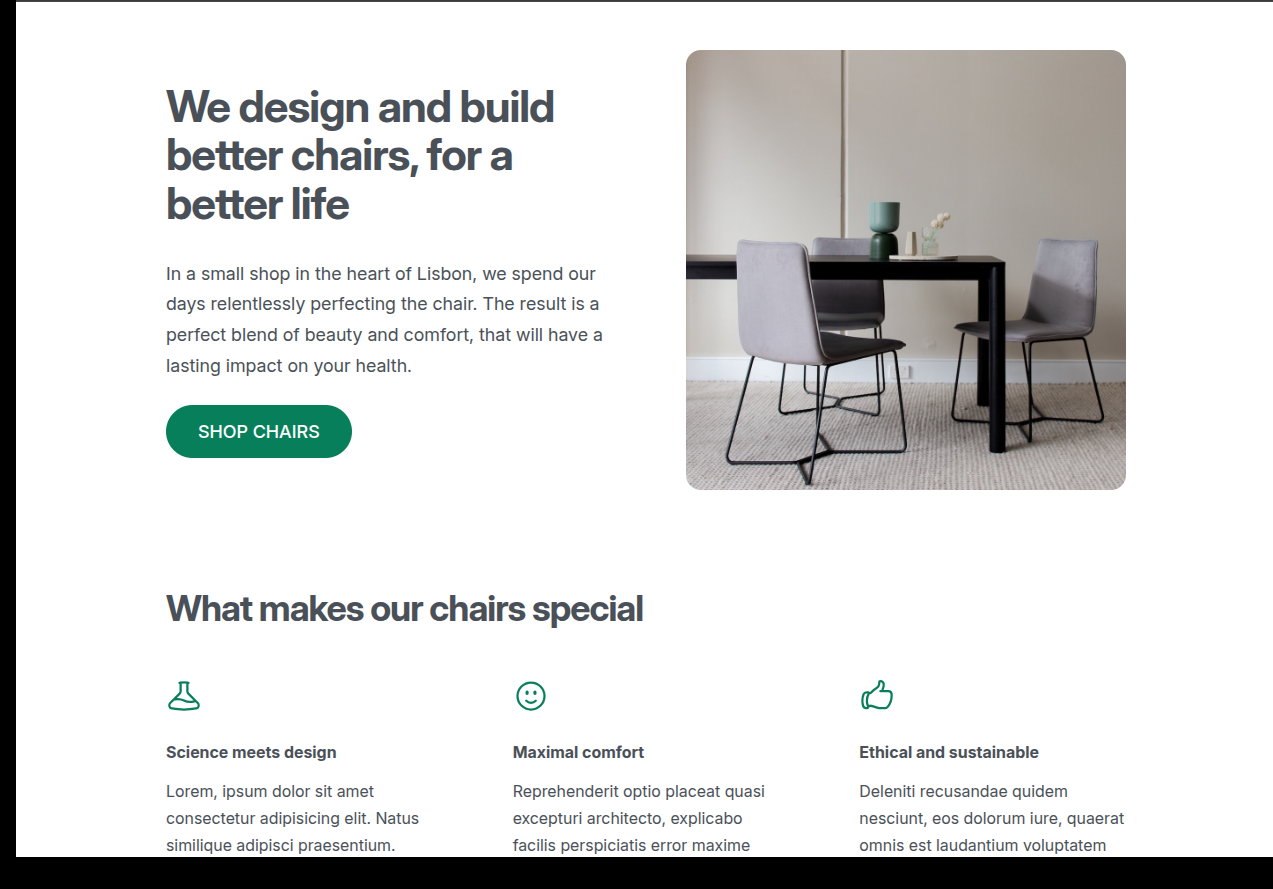 We design and build
better chairs, for a
better life
In a small shop in the heart of Lisbon, we spend our
days relentlessly perfecting the chair. The result is a
perfect blend of beauty and comfort, that will have a
lasting impact on your health.
SHOP CHAIRS
What makes our chairs special
Science meets design
Lorem, ipsum dolor sit amet
consectetur adipisicing elit. Natus
similique adipisci praesentium.
Maximal comfort
Reprehenderit optio placeat quasi
excepturi architecto, explicabo
facilis perspiciatis error maxime
Ethical and sustainable
Deleniti recusandae quidem
nesciunt, eos dolorum iure, quaerat
omnis est laudantium voluptatem